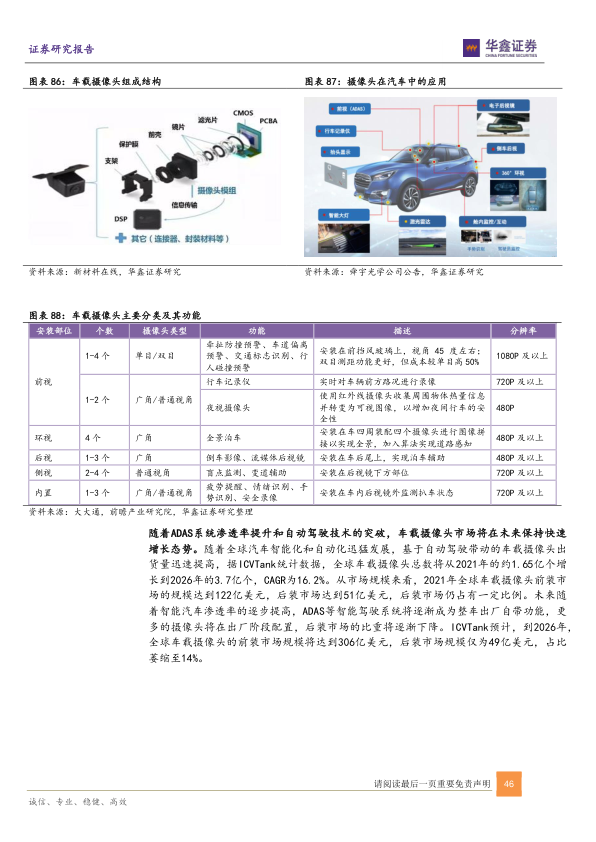 证券研究报告
华鑫证券
CHINA FORTUNE SECURITIES
图表 86：车载摄像头组成结构
图表 87：摄像头在汽车中的应用
CMOS
PCBA
滤光片
镜片
前壳
保护膜
支架
摄像头模组
信息传输
DSP
其它（连接器、封装材料等）
前视（ADAS）
行车记录仪
抬头显示
智能大灯
激光雷达
舱内监控/互动
360°环视
侧车后视
电子后视镜
资料来源：新材料在线，华鑫证券研究
资料来源：舜宇光学公司公告，华鑫证券研究
图表 88：车载摄像头主要分类及其功能
安装部位 个数 摄像头类型 功能 描述 分辨率
前视
1-4 个 单目/双目
牵扯防撞预警、车道偏离
预警、交通标志识别、行
人碰撞预警
安装在前挡风玻璃上，视角 45 度左右；
双目测距功能更好，但成本较单目高 50%
1080P 及以上
1-2 个 广角/普通视角
行车记录仪 实时对车辆前方路况进行录像 720P 及以上
夜视摄像头
使用红外线摄像头收集周围物体热量信息
并转变为可视图像，以增加夜间行车的安
全性
480P
环视 4 个 广角 全景泊车
安装在车四周装配四个摄像头进行图像拼
接以实现全景，加入算法实现道路感知
480P 及以上
后视 1-3 个 广角 倒车影像、流媒体后视镜 安装在车后尾上，实现泊车辅助 480P 及以上
侧视 2-4 个 普通视角 盲点监测、变道辅助 安装在后视镜下方部位 720P 及以上
内置 1-3 个 广角/普通视角
疲劳提醒、情绪识别、手
势识别、安全录像
安装在车内后视镜外监测扒车状态 720P 及以上
资料来源：大大通，前瞻产业研究院，华鑫证券研究整理
随着ADAS系统渗透率提升和自动驾驶技术的突破，车载摄像头市场将在未来保持快速
增长态势。随着全球汽车智能化和自动化迅猛发展，基于自动驾驶带动的车载摄像头出
货量迅速提高，据ICVTank统计数据，全球车载摄像头总数将从2021年的约1.65亿个增
长到2026年的3.7亿个，CAGR为16.2%。从市场规模来看，2021年全球车载摄像头前装市
场的规模达到122亿美元，后装市场达到51亿美元，后装市场仍占有一定比例。未来随
着智能汽车渗透率的逐步提高，ADAS等智能驾驶系统将逐渐成为整车出厂自带功能，更
多的摄像头将在出厂阶段配置，后装市场的比重将逐渐下降。ICVTank预计，到2026年，
全球车载摄像头的前装市场规模将达到306亿美元，后装市场规模仅为49亿美元，占比
萎缩至14%。
请阅读最后一页重要免责声明 46
诚信、专业、稳健、高效